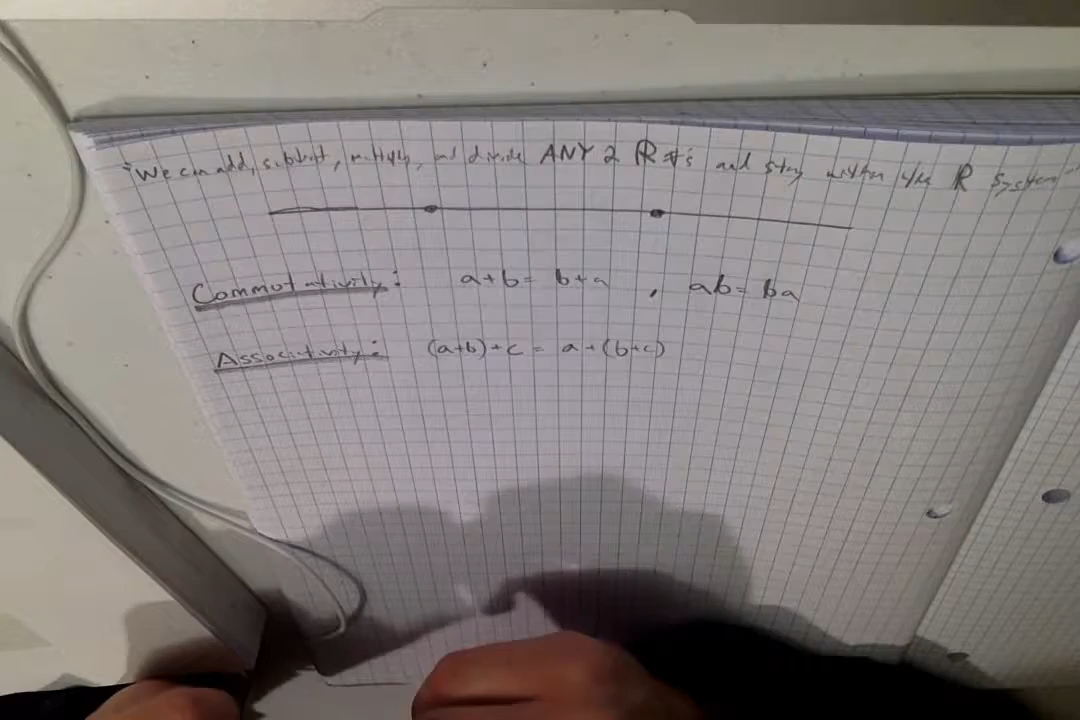 "We can add, subtract, multiply, and divide ANY 2 ℝ #'s and stay within the ℝ system
Commutativity: a+b = b+a , ab = ba
Associativity: (a+b)+c = a+(b+c)